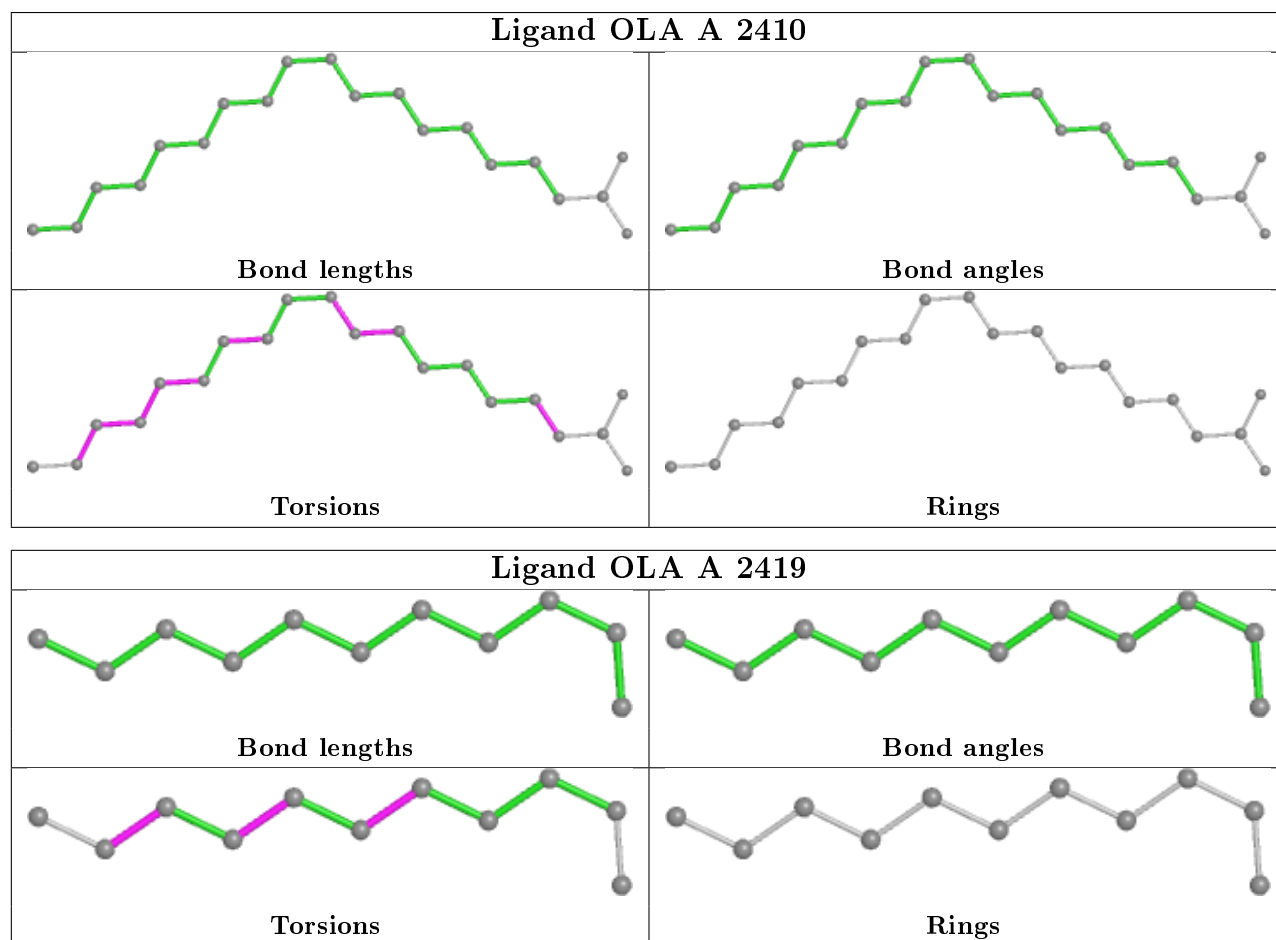 Ligand OLA A 2410
Bond lengths
Bond angles
Torsions
Rings
Ligand OLA A 2419
Bond lengths
Bond angles
Torsions
Rings